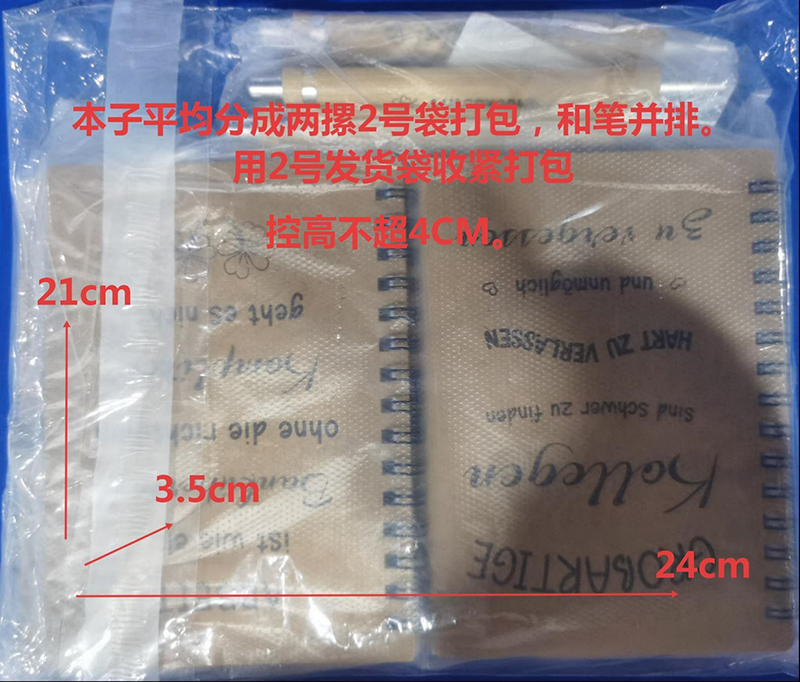 本子平均分成两摞2号袋打包，和笔并排。
用2号发货袋收紧打包
控高不超4CM。
21cm
3.5cm
24cm
geht es
ohne die
ist wie
GROßARTIGE
Kollegen
sind schwer zu finden
HART ZU VERLASSEN
und unmöglich
zu vergessen